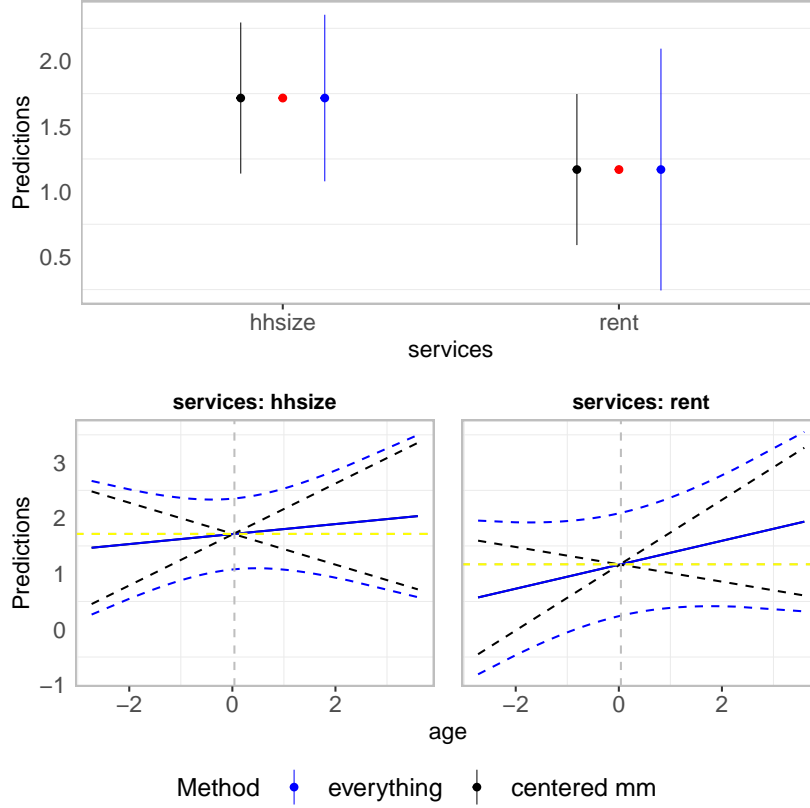 2.0
1.5
1.0
0.5
Predictions
hhsize rent
services
services: hhsize services: rent
3
2
1
0
−1
Predictions
−2 0 2 −2 0 2
age
Method everything centered mm